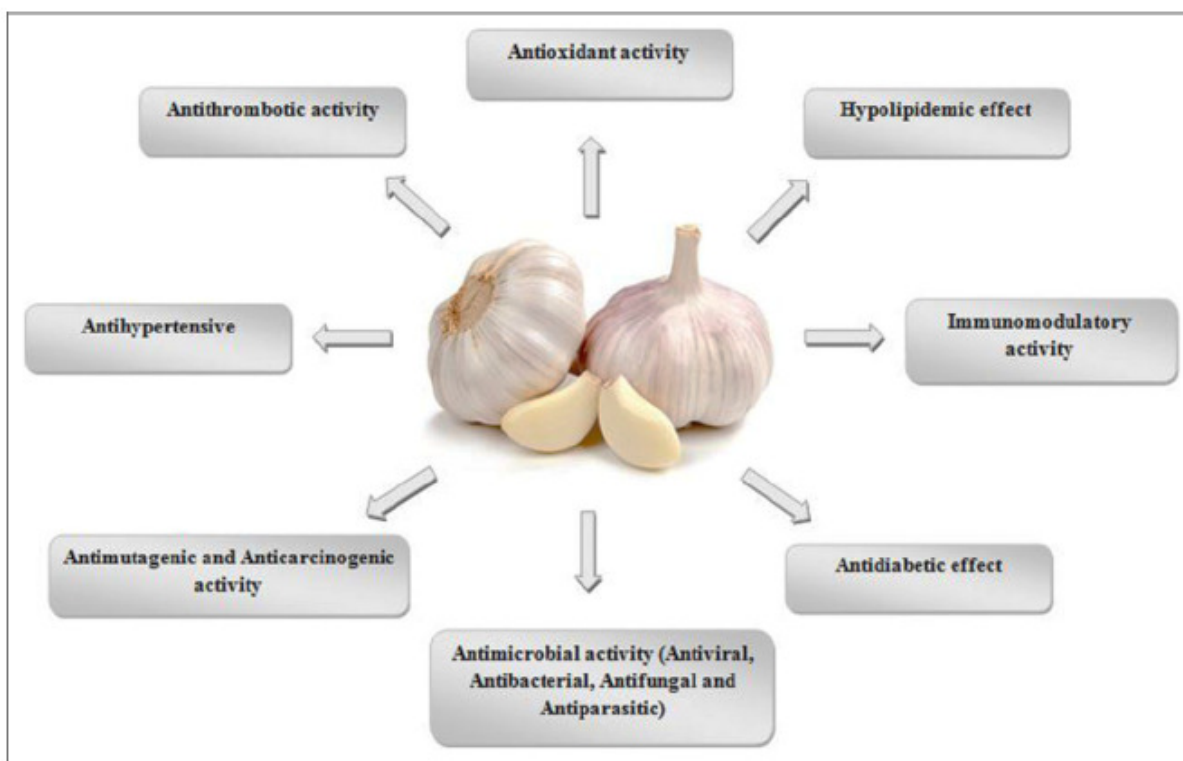 Antioxidant activity
Antithrombotic activity
Hypolipidemic effect
Antihypertensive
Immunomodulatory
activity
Antimutagenic and Anticarcinogenic
activity
Antidiabetic effect
Antimicrobial activity (Antiviral,
Antibacterial, Antifungal and
Antiparasitic)